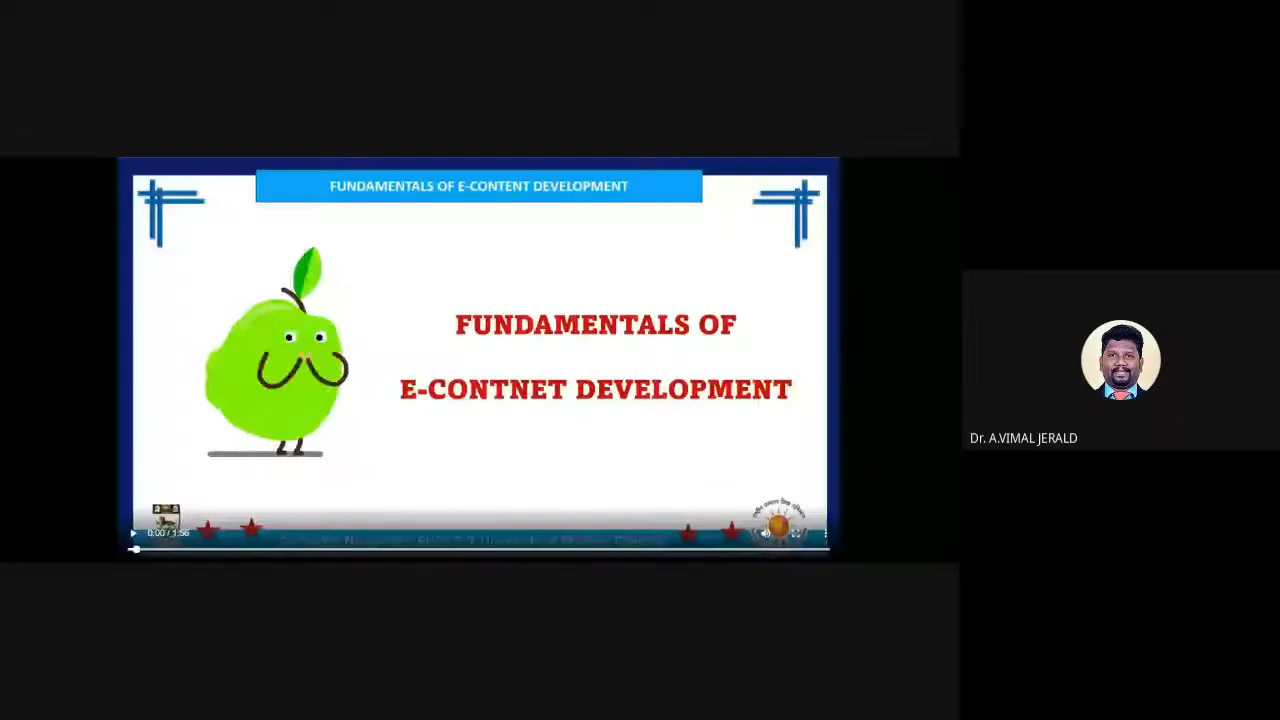 FUNDAMENTALS OF E-CONTENT DEVELOPMENT
FUNDAMENTALS OF
E-CONTNET DEVELOPMENT
0:00 / 1:56
Dr. A.VIMAL JERALD